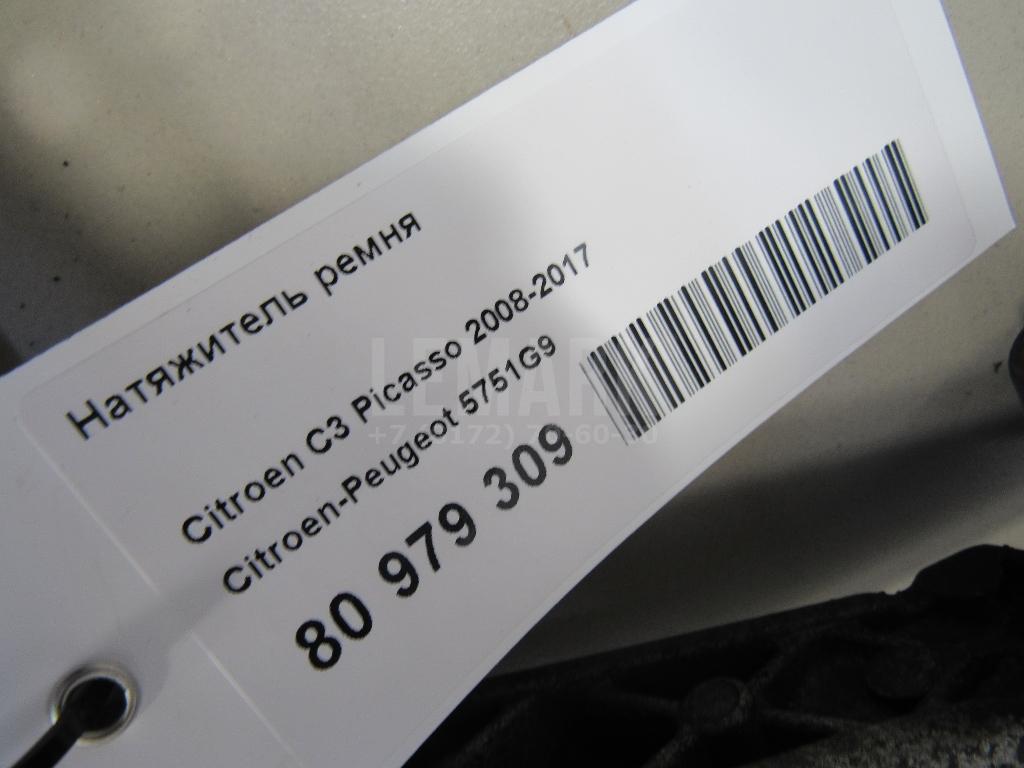 Натяжитель ремня
Citroen C3 Picasso 2008-2017
Citroen-Peugeot 5751G9
80 979 309